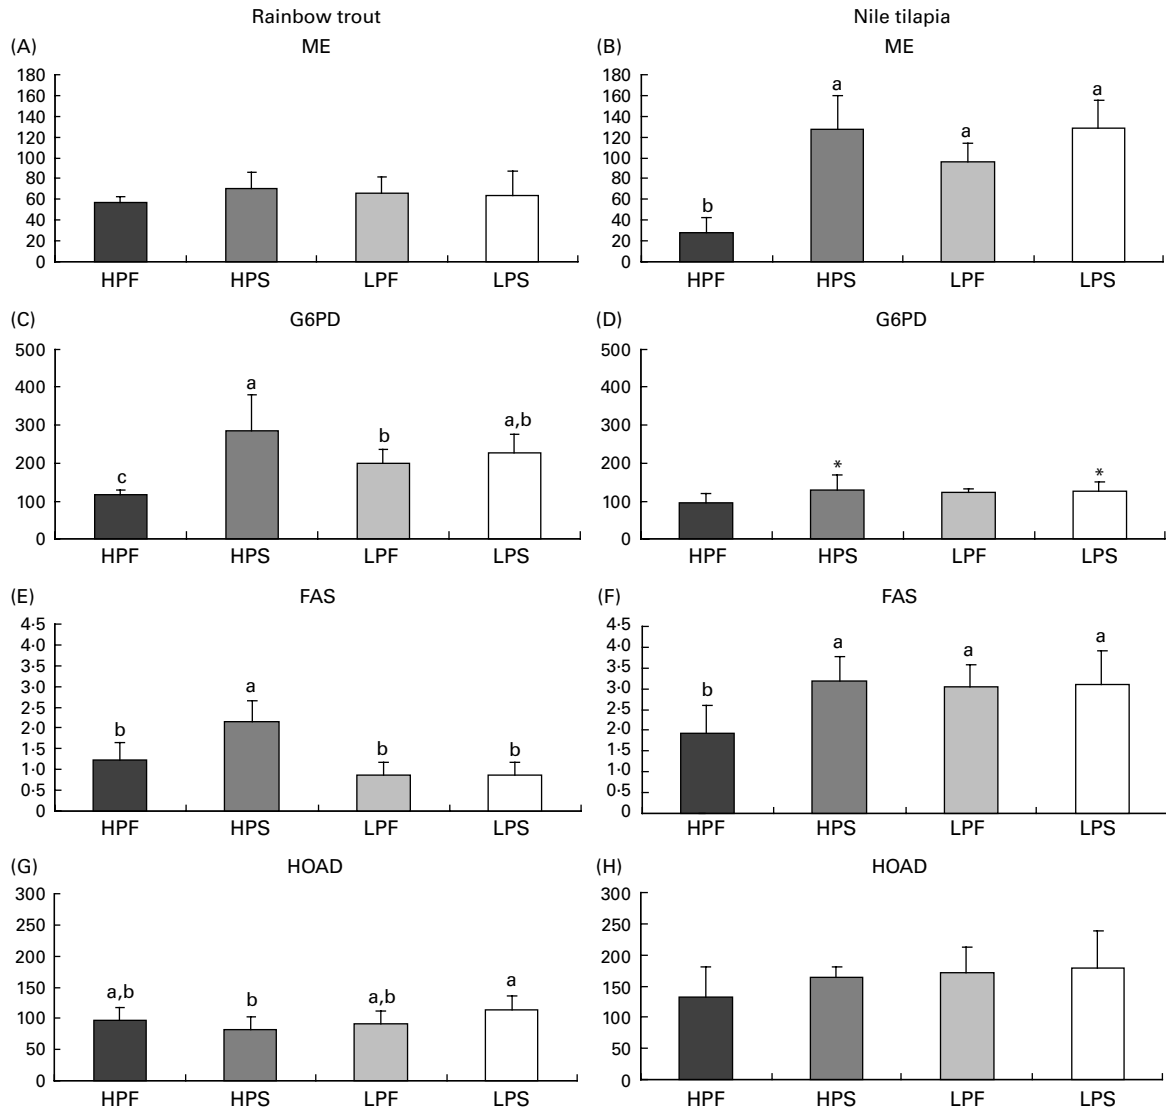 Rainbow trout
Nile tilapia
(A)
ME
180
160
140
120
100
80
60
40
20
0
HPF HPS LPF LPS
(B)
ME
180
160
140
120
100
80
60
40
20
0
b a a a
HPF HPS LPF LPS
(C)
G6PD
500
400
300
200
100
0
c a b a,b
HPF HPS LPF LPS
(D)
G6PD
500
400
300
200
100
0
* *
HPF HPS LPF LPS
(E)
FAS
4·5
4·0
3·5
3·0
2·5
2·0
1·5
1·0
0·5
0
b a b b
HPF HPS LPF LPS
(F)
FAS
4·5
4·0
3·5
3·0
2·5
2·0
1·5
1·0
0·5
0
b a a a
HPF HPS LPF LPS
(G)
HOAD
300
250
200
150
100
50
0
a,b b a,b a
HPF HPS LPF LPS
(H)
HOAD
300
250
200
150
100
50
0
HPF HPS LPF LPS